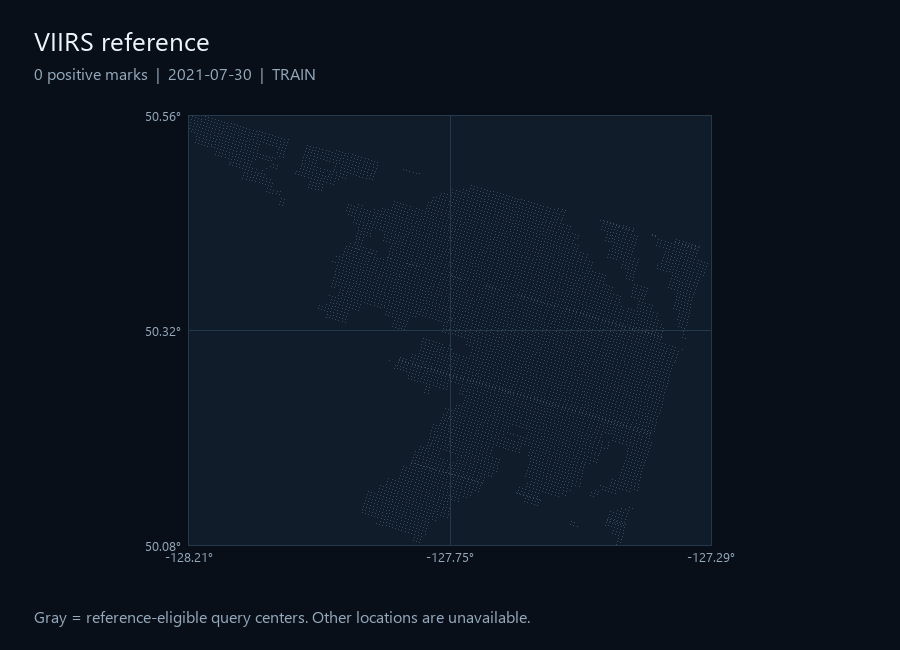 VIIRS reference
0 positive marks | 2021-07-30 | TRAIN
50.56°
50.32°
50.08°
-128.21°
-127.75°
-127.29°
Gray = reference-eligible query centers. Other locations are unavailable.